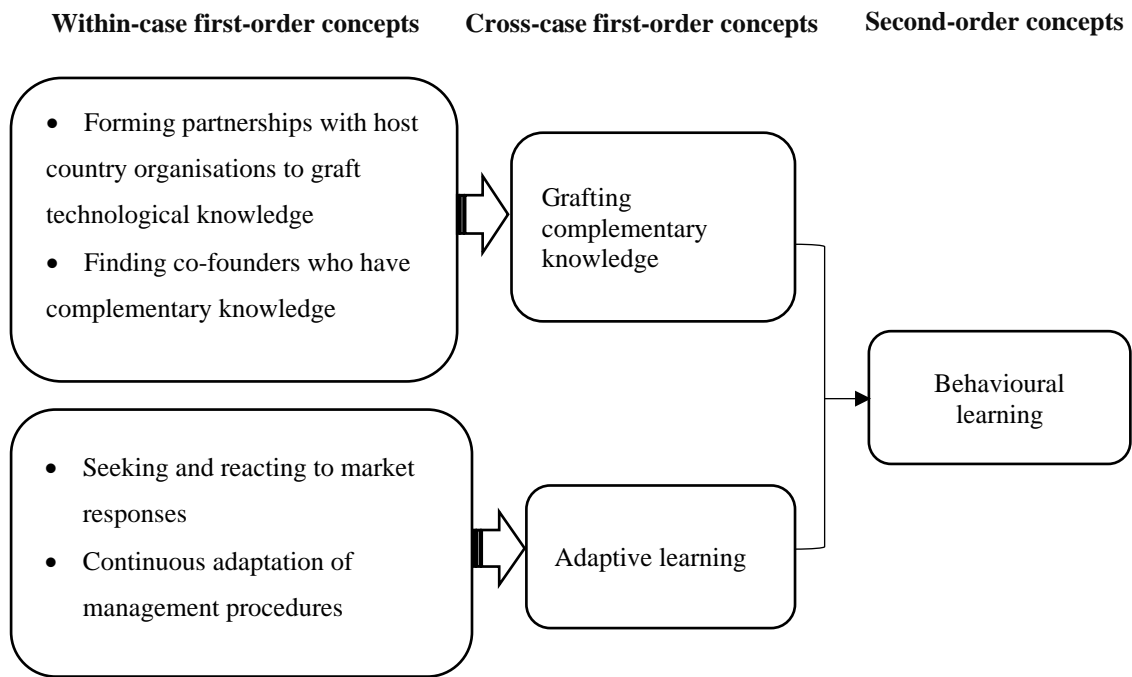 Within-case first-order concepts
Cross-case first-order concepts
Second-order concepts
• Forming partnerships with host
country organisations to graft
technological knowledge
• Finding co-founders who have
complementary knowledge
Grafting
complementary
knowledge
Behavioural
learning
• Seeking and reacting to market
responses
• Continuous adaptation of
management procedures
Adaptive learning